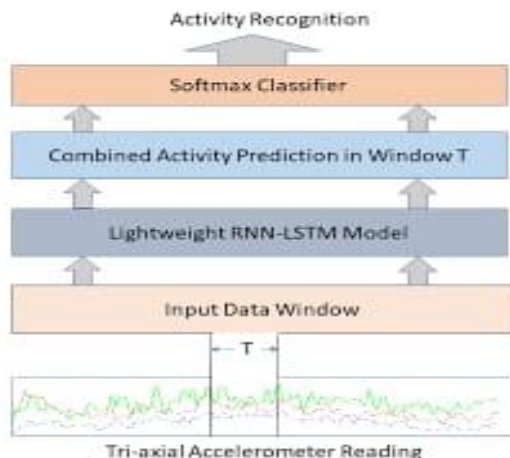 Activity Recognition
Softmax Classifier
Combined Activity Prediction in Window T
Lightweight RNN-LSTM Model
Input Data Window
T
Tri-axial Accelerometer Reading